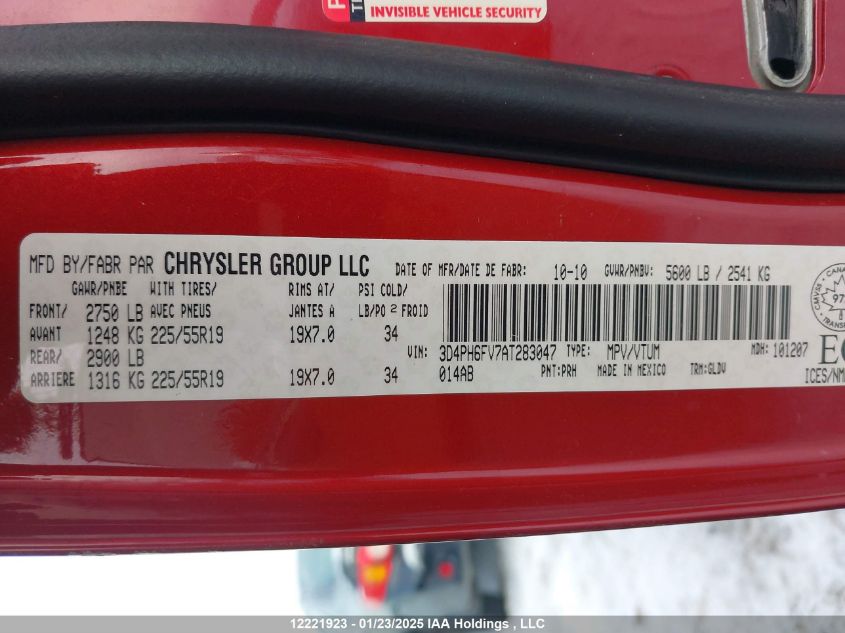 INVISIBLE VEHICLE SECURITY
MFD BY/FABR PAR CHRYSLER GROUP LLC DATE OF MFR/DATE DE FABR: 10-10 GVWR/PNBV: 5600 LB / 2541 KG
GAWR/PNBE WITH TIRES/ RIMS AT/ PSI COLD/
FRONT/ 2750 LB AVEC PNEUS JANTES A LB/PO 2 FROID
AVANT 1248 KG 225/55R19 19X7.0 34
REAR/ 2900 LB VIN: 3D4PH6FV7AT283047 TYPE: MPV/VTUM MDH: 101207
ARRIERE 1316 KG 225/55R19 19X7.0 34 014AB PNT:PRH MADE IN MEXICO TRM:GLDV ICES/NM
12221923 - 01/23/2025 IAA Holdings , LLC